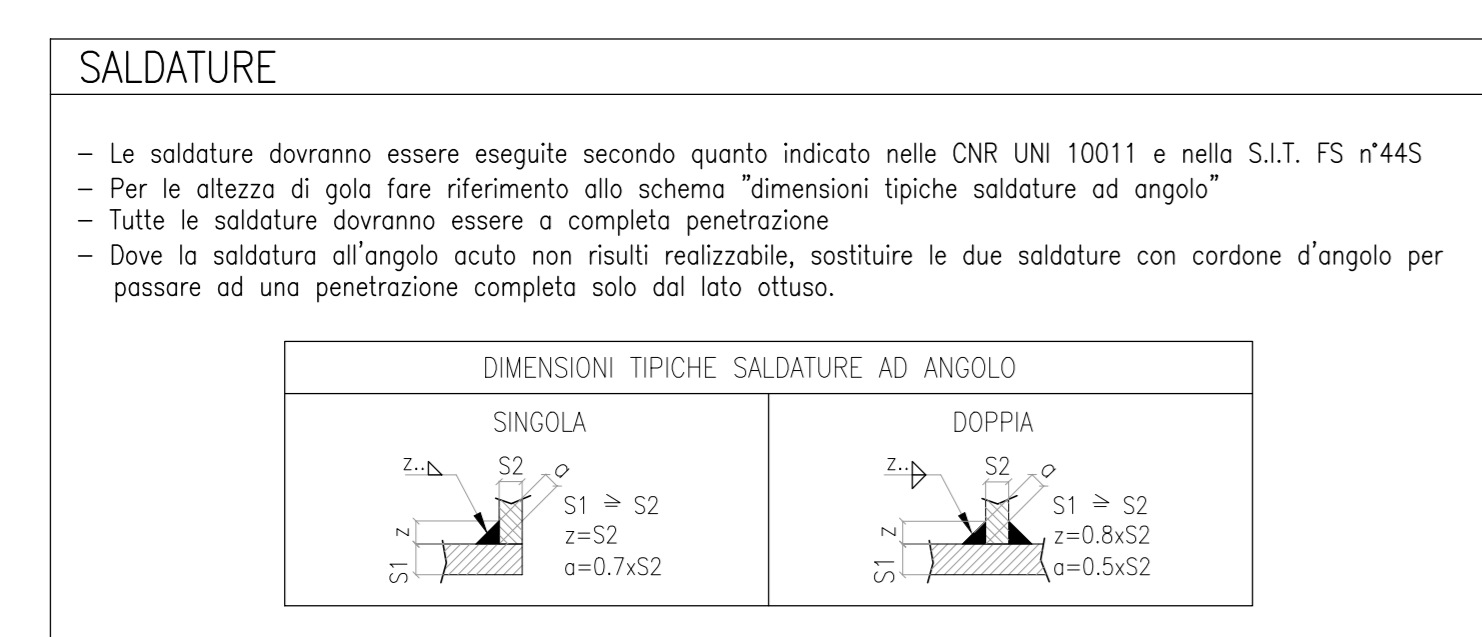 SALDATURE
– Le saldature dovranno essere eseguite secondo quanto indicato nelle CNR UNI 10011 e nella S.I.T. FS n°44S
– Per le altezza di gola fare riferimento allo schema "dimensioni tipiche saldature ad angolo"
– Tutte le saldature dovranno essere a completa penetrazione
– Dove la saldatura all'angolo acuto non risulti realizzabile, sostituire le due saldature con cordone d'angolo per
passare ad una penetrazione completa solo dal lato ottuso.
DIMENSIONI TIPICHE SALDATURE AD ANGOLO
SINGOLA
z..
S2
a
S1 ≥ S2
z
z=S2
S1
a=0.7xS2
DOPPIA
z..
S2
a
S1 ≥ S2
z
z=0.8xS2
S1
a=0.5xS2